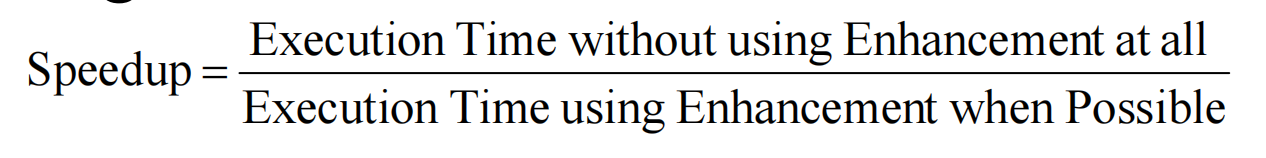 Execution Time without using Enhancement at all
Speedup =
Execution Time using Enhancement when Possible